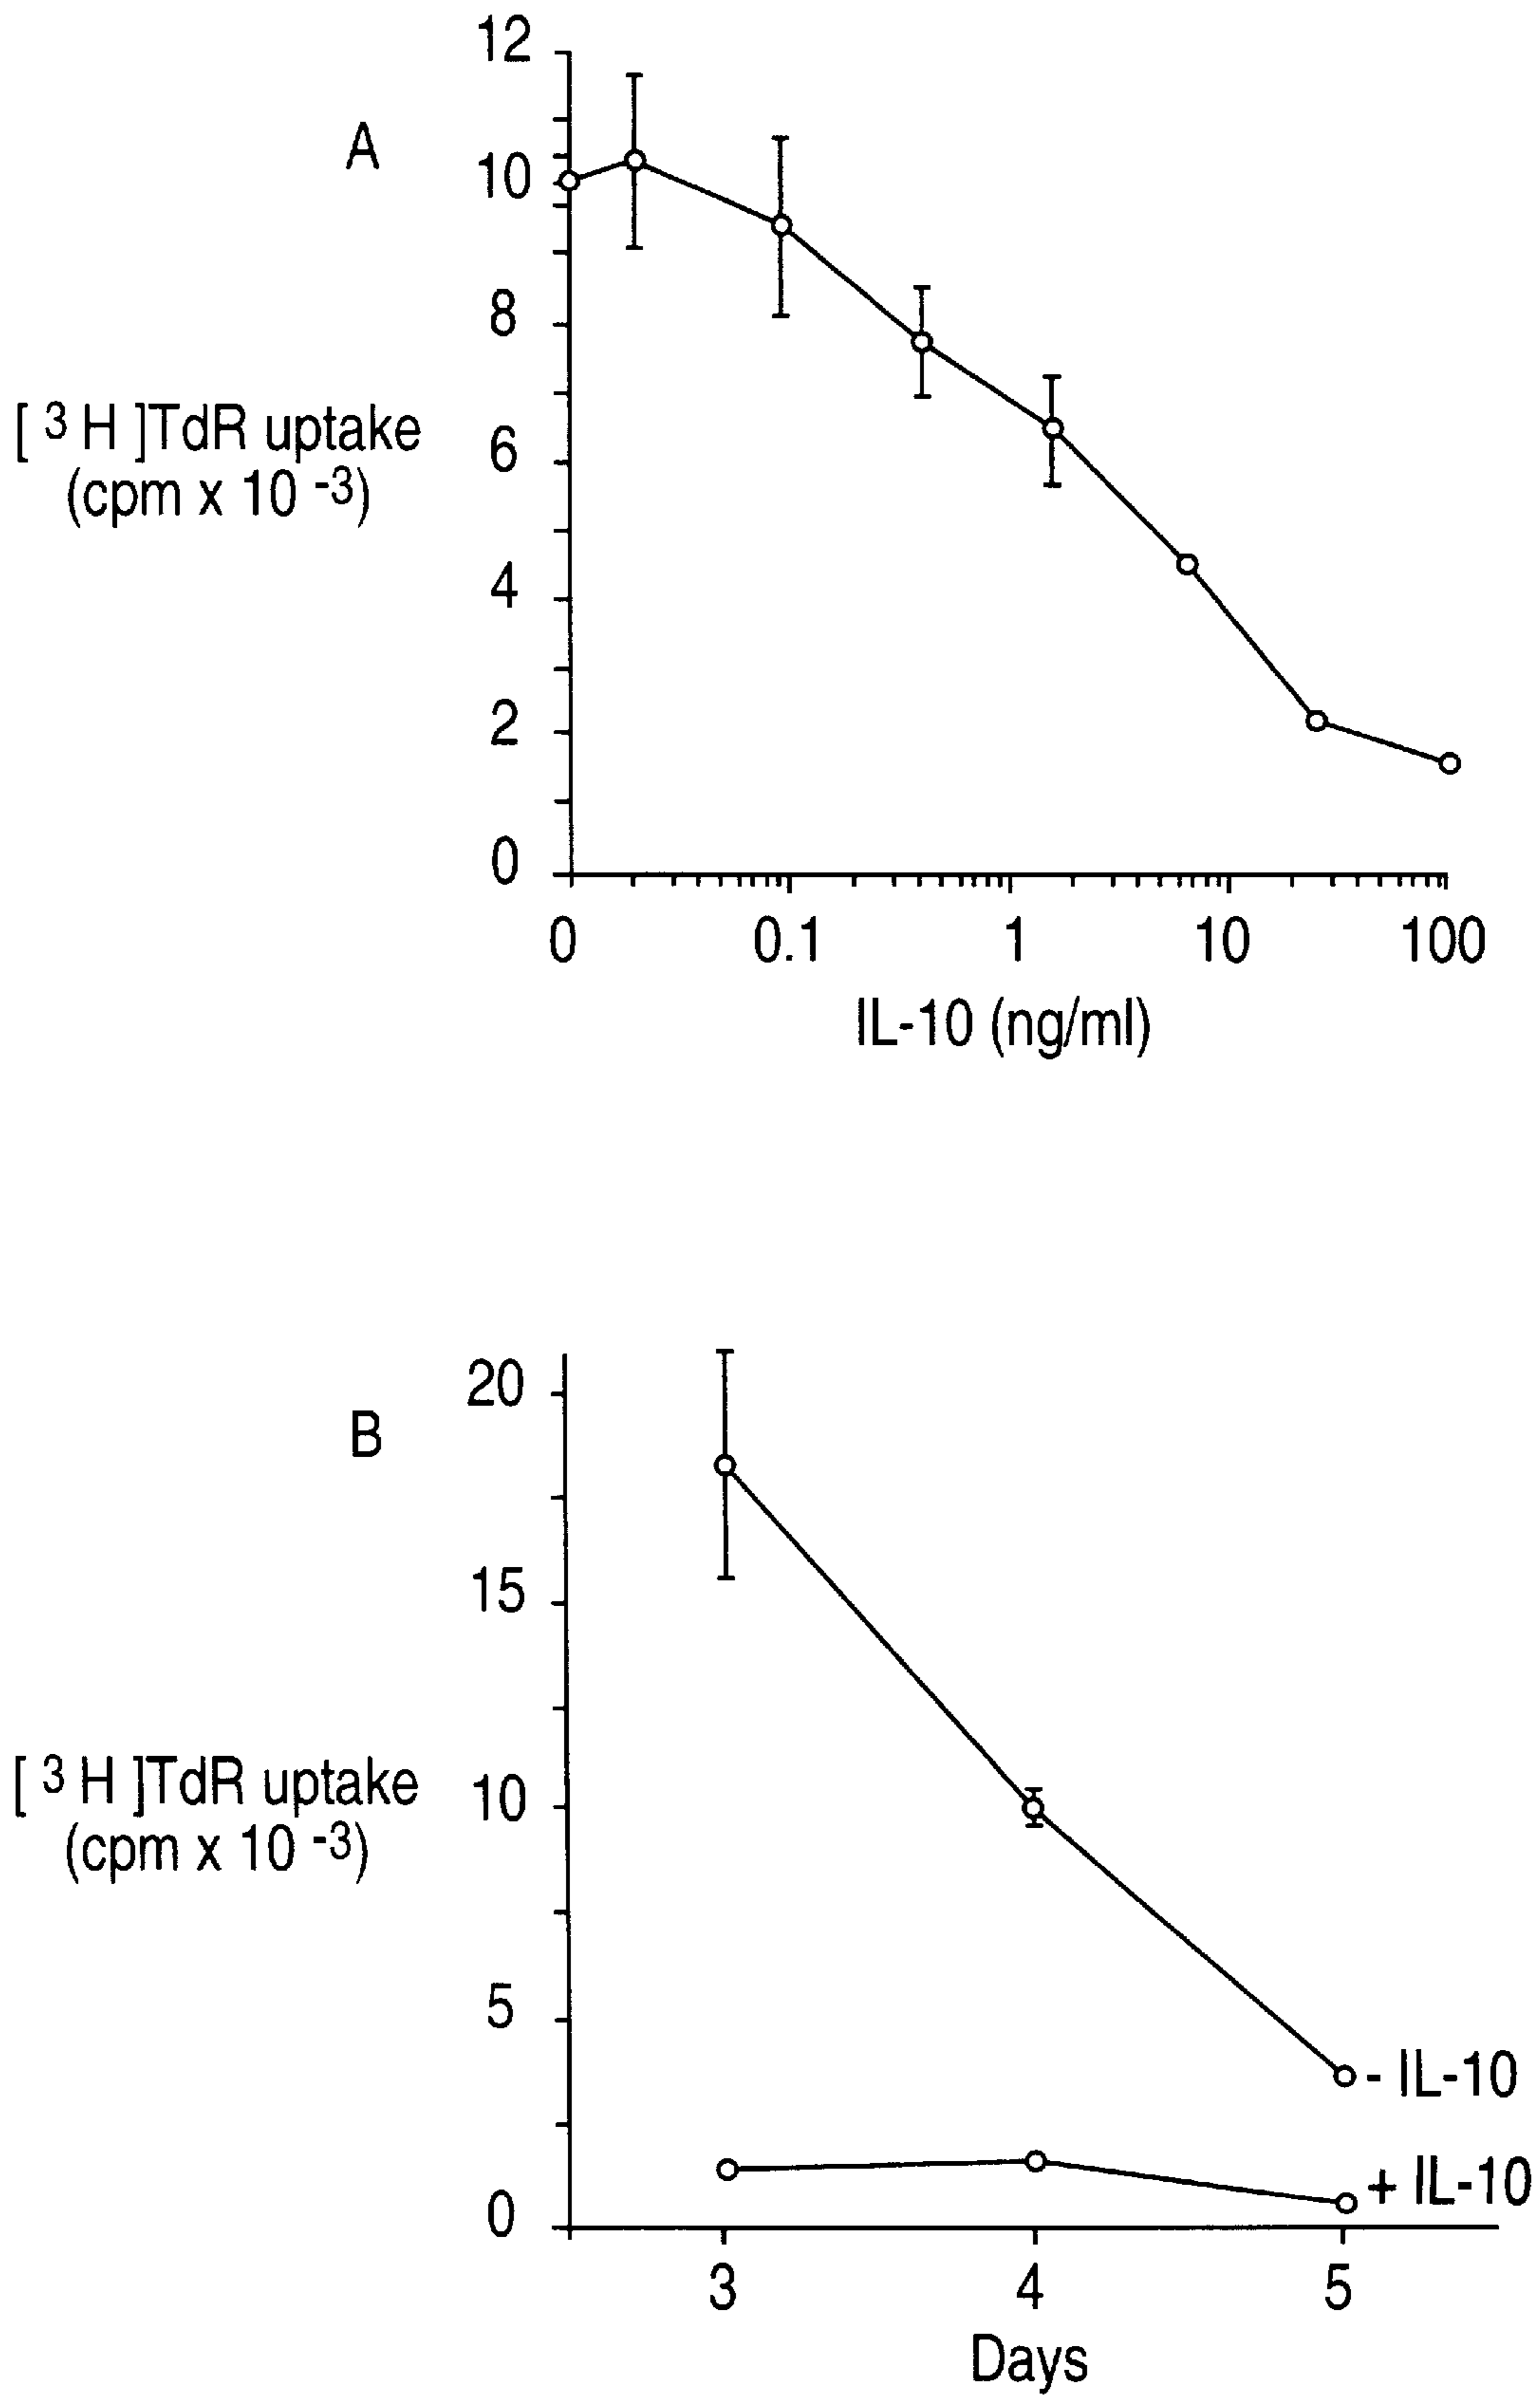 12
A
10
8
[ ³ H ]TdR uptake
(cpm x 10 ⁻³)
6
4
2
0
0 0.1 1 10 100
IL-10 (ng/ml)
20
B
15
[ ³ H ]TdR uptake
(cpm x 10 ⁻³)
10
5
- IL-10
+ IL-10
0
3 4 5
Days